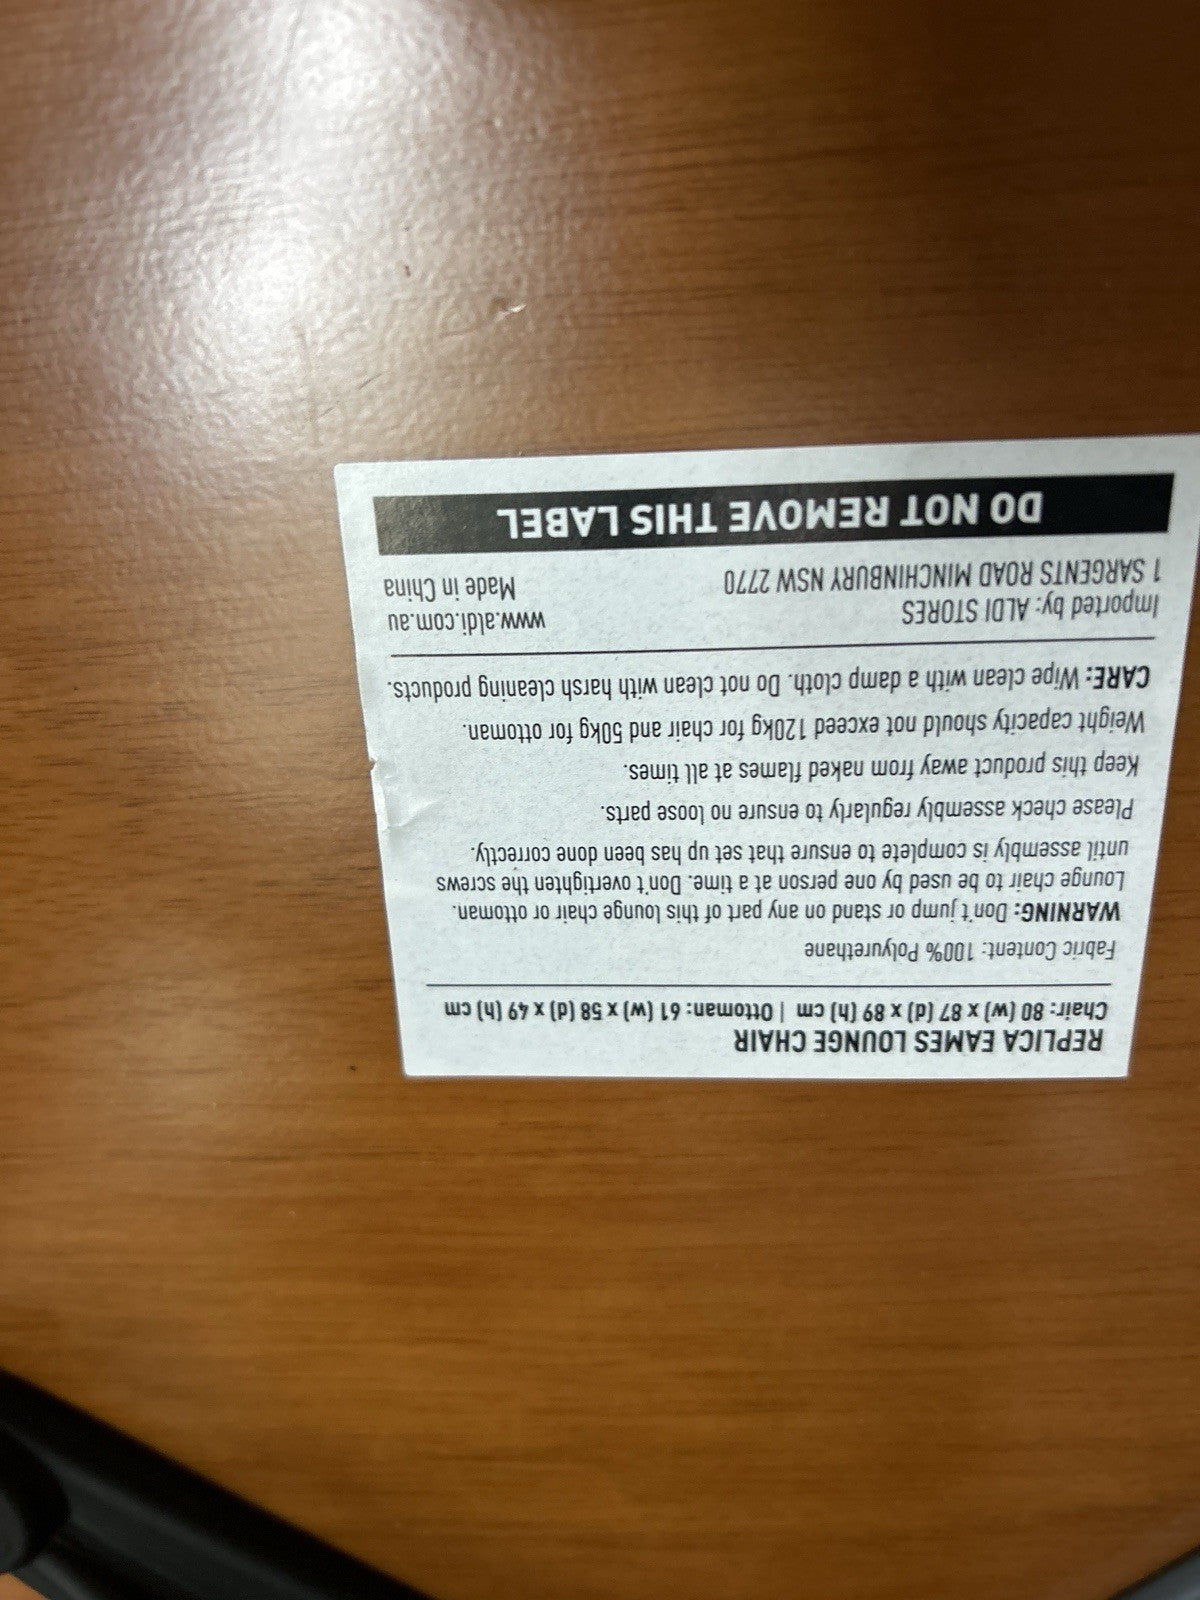 REPLICA EAMES LOUNGE CHAIR
Chair: 80 (w) x 87 (d) x 89 (h) cm | Ottoman: 61 (w) x 58 (d) x 49 (h) cm
Fabric Content: 100% Polyurethane
WARNING: Don't jump or stand on any part of this lounge chair or ottoman.
Lounge chair to be used by one person at a time. Don't overtighten the screws
until assembly is complete to ensure that set up has been done correctly.
Please check assembly regularly to ensure no loose parts.
Keep this product away from naked flames at all times.
Weight capacity should not exceed 120kg for chair and 50kg for ottoman.
CARE: Wipe clean with a damp cloth. Do not clean with harsh cleaning products.
Imported by: ALDI STORES www.aldi.com.au
1 SARGENTS ROAD MINCHINBURY NSW 2770 Made in China
DO NOT REMOVE THIS LABEL